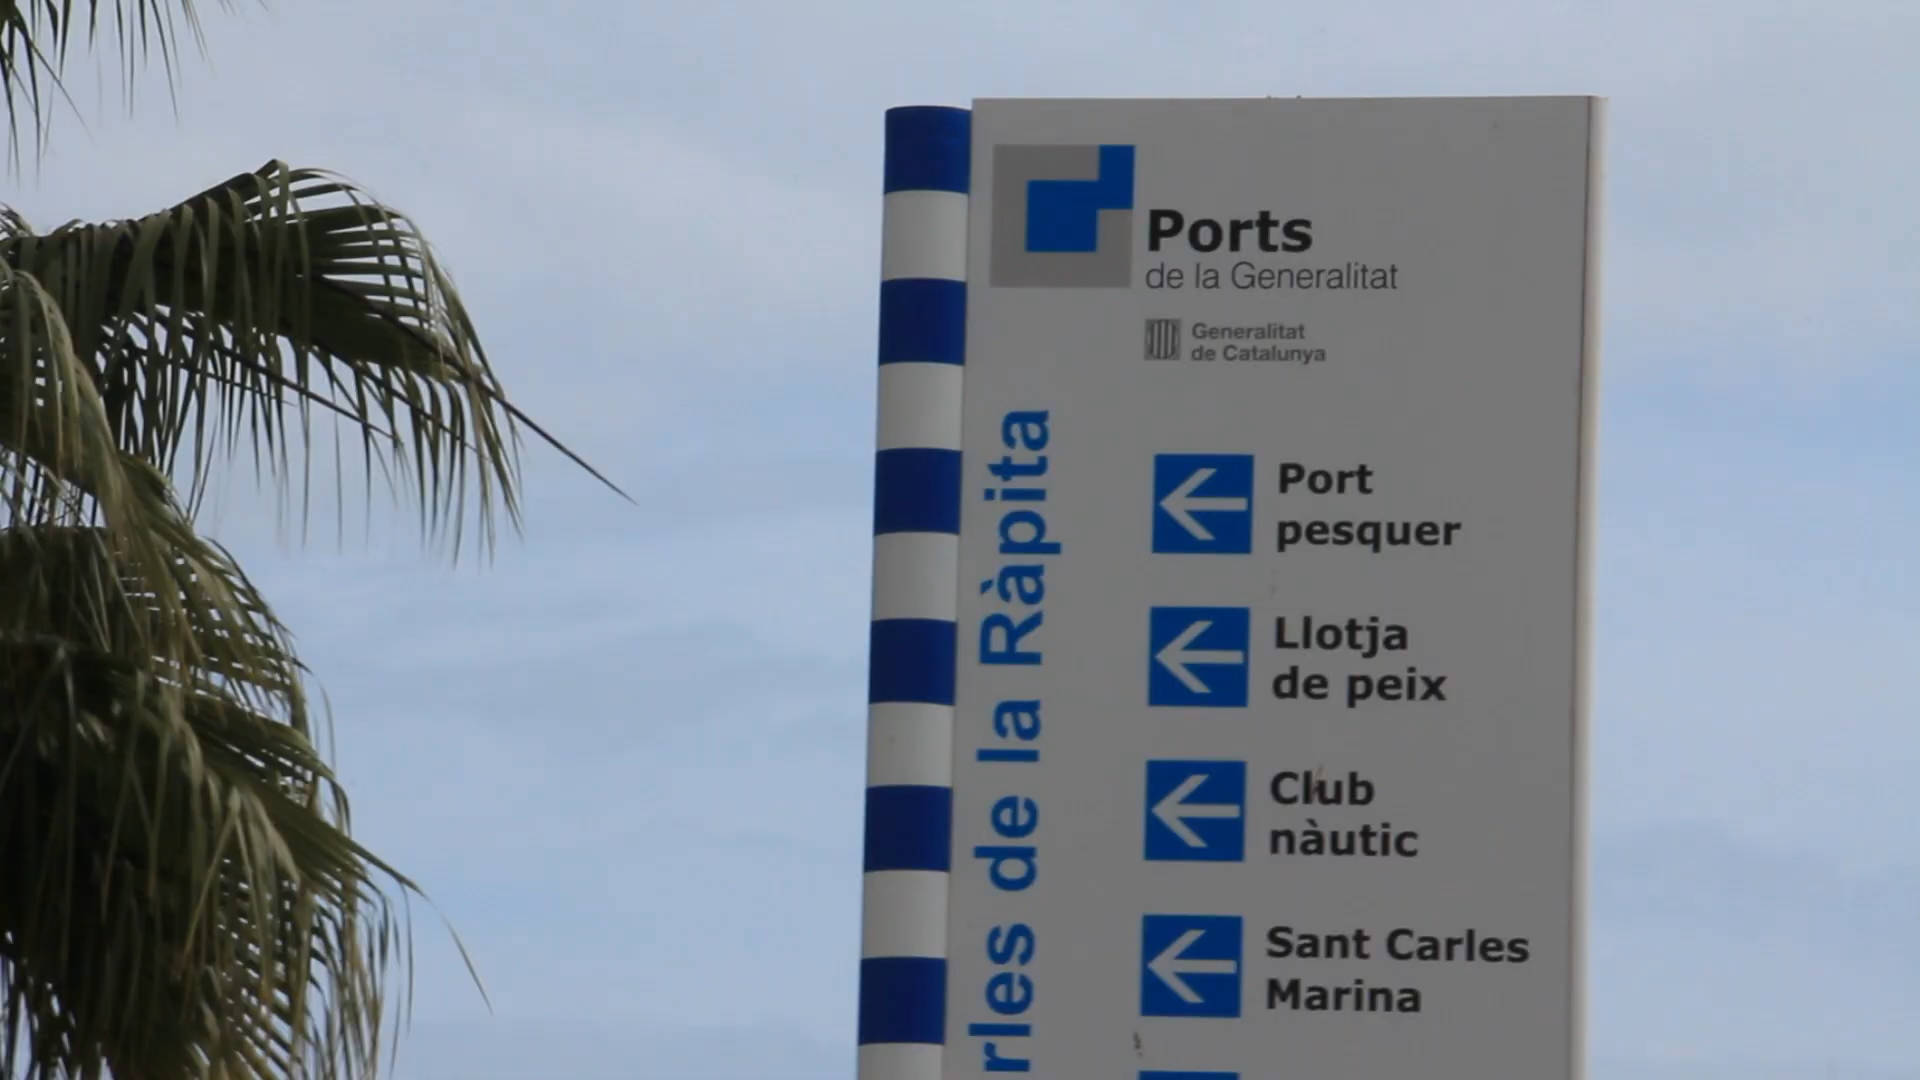 Ports
de la Generalitat
Generalitat
de Catalunya
rles de la Ràpita
Port
pesquer
Llotja
de peix
Club
nàutic
Sant Carles
Marina